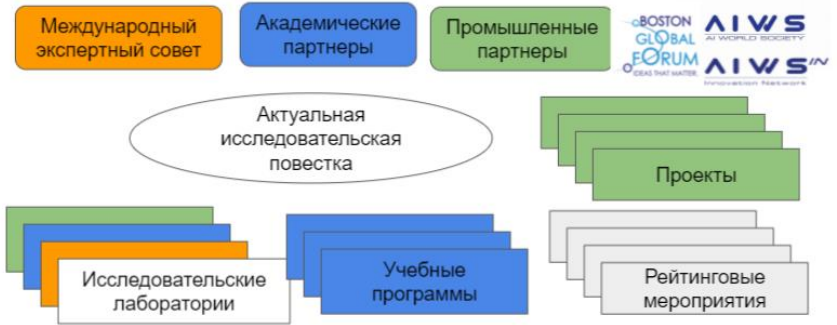 Международный
экспертный совет
Академические
партнеры
Промышленные
партнеры
BOSTON
GLOBAL
FORUM
IDEAS THAT MATTER
AIWS
AI WORLD SOCIETY
AIWS/IN
Innovation Network
Актуальная
исследовательская
повестка
Проекты
Исследовательские
лаборатории
Учебные
программы
Рейтинговые
мероприятия